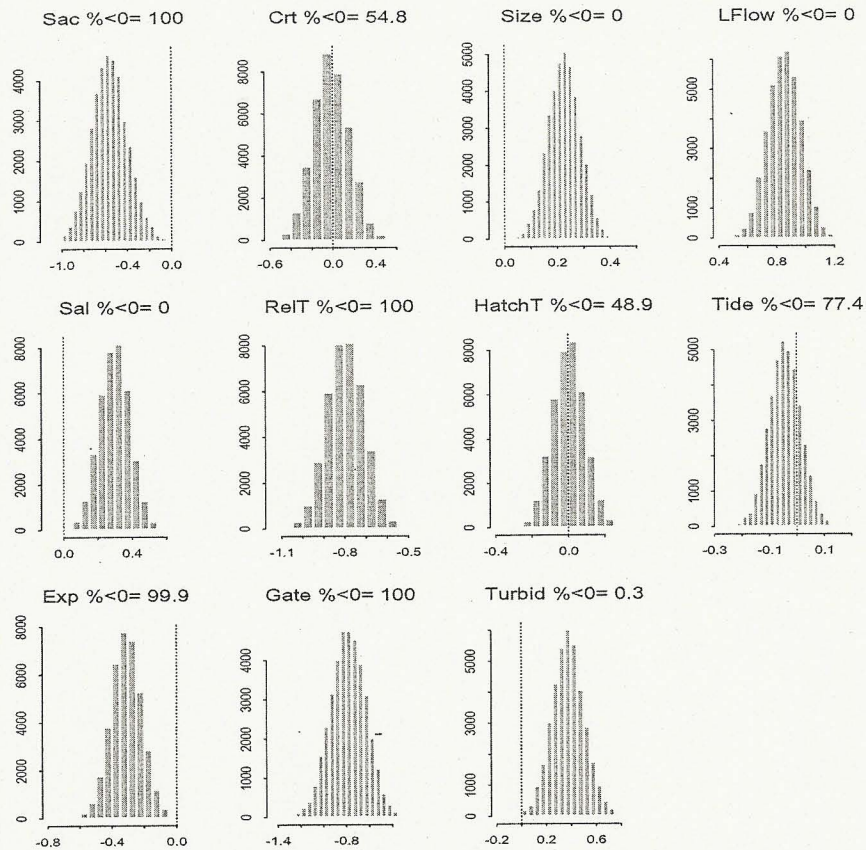 Sac %<0= 100
Crt %<0= 54.8
Size %<0= 0
LFlow %<0= 0
0 1000 2000 3000 4000
-1.0 -0.4 0.0
0 2000 4000 6000 8000
-0.6 0.0 0.4
0 1000 2000 3000 4000 5000
0.0 0.2 0.4
0 1000 3000 5000
0.4 0.8 1.2
Sal %<0= 0
RelT %<0= 100
HatchT %<0= 48.9
Tide %<0= 77.4
0 2000 4000 6000 8000
0.0 0.4
0 2000 4000 6000 8000
-1.1 -0.8 -0.5
0 2000 4000 6000 8000
-0.4 0.0
0 1000 3000 5000
-0.3 -0.1 0.1
Exp %<0= 99.9
Gate %<0= 100
Turbid %<0= 0.3
0 2000 4000 6000 8000
-0.8 -0.4 0.0
0 1000 2000 3000 4000
-1.4 -0.8
0 1000 3000 5000
-0.2 0.2 0.6